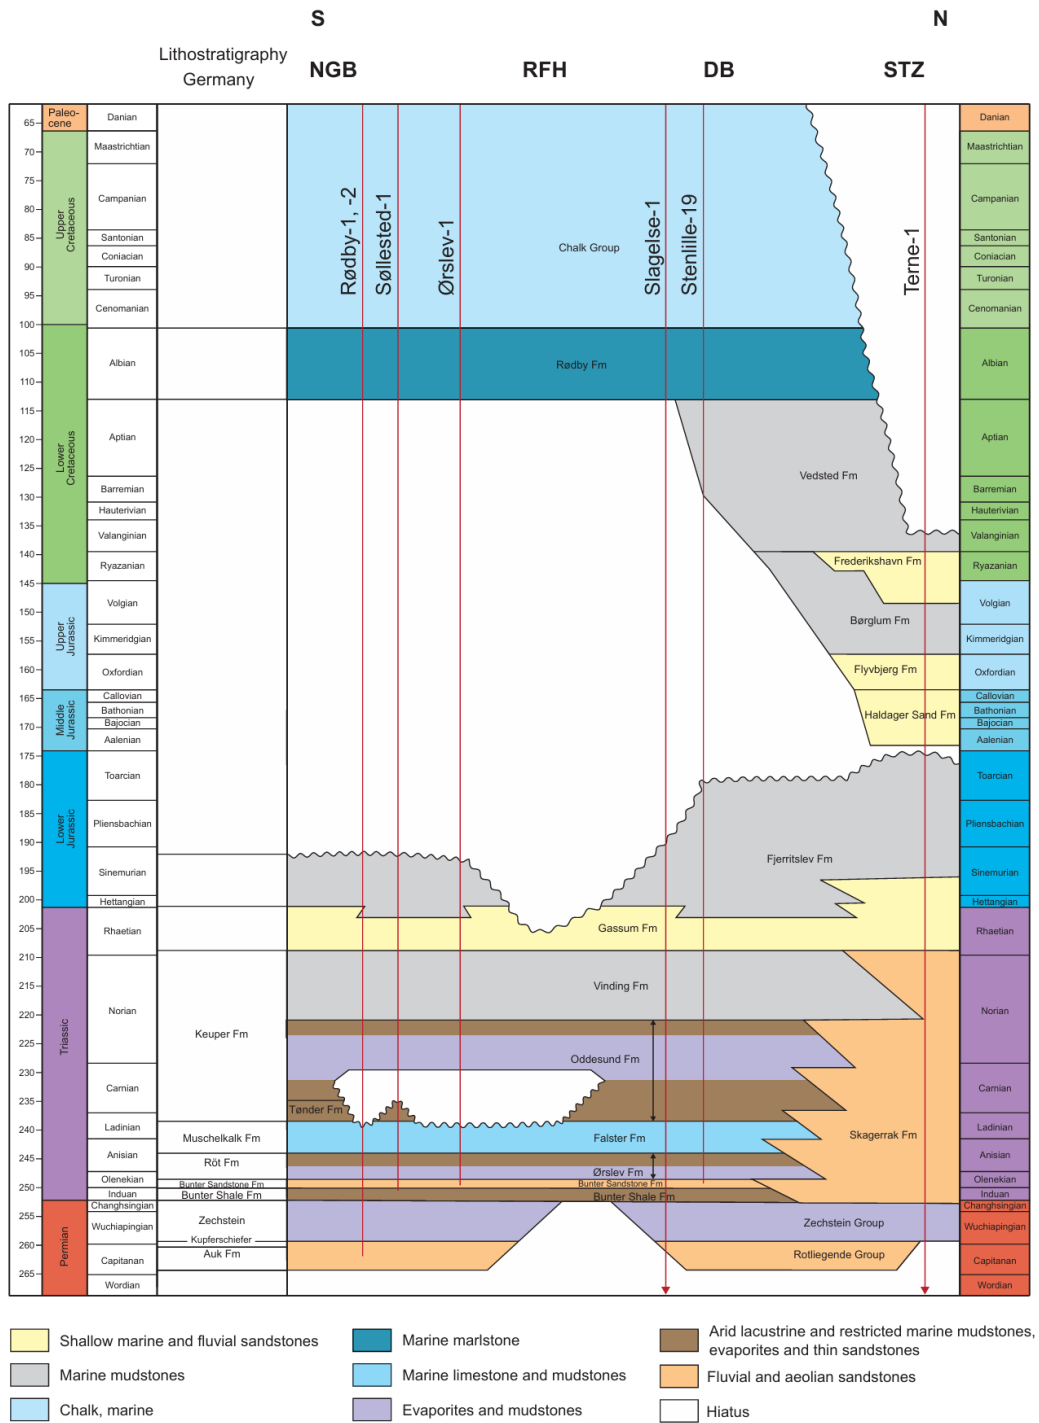 S
N
Lithostratigraphy
Germany
NGB
RFH
DB
STZ
Paleo-
cene
Upper
Cretaceous
Lower
Cretaceous
Upper
Jurassic
Middle
Jurassic
Lower
Jurassic
Triassic
Permian
65
70
75
80
85
90
95
100
105
110
115
120
125
130
135
140
145
150
155
160
165
170
175
180
185
190
195
200
205
210
215
220
225
230
235
240
245
250
255
260
265
Danian
Maastrichtian
Campanian
Santonian
Coniacian
Turonian
Cenomanian
Albian
Aptian
Barremian
Hauterivian
Valanginian
Ryazanian
Volgian
Kimmeridgian
Oxfordian
Callovian
Bathonian
Bajocian
Aalenian
Toarcian
Pliensbachian
Sinemurian
Hettangian
Rhaetian
Norian
Carnian
Ladinian
Anisian
Olenekian
Induan
Changhsingian
Wuchiapingian
Capitanian
Wordian
Keuper Fm
Muschelkalk Fm
Röt Fm
Bunter Sandstone Fm
Bunter Shale Fm
Zechstein
Kupferschiefer
Auk Fm
Rødby-1, -2
Søllested-1
Ørslev-1
Slagelse-1
Stenlille-19
Terne-1
Chalk Group
Rødby Fm
Vedsted Fm
Frederikshavn Fm
Børglum Fm
Flyvbjerg Fm
Haldager Sand Fm
Fjerritslev Fm
Gassum Fm
Vinding Fm
Oddesund Fm
Tønder Fm
Falster Fm
Skagerrak Fm
Ørslev Fm
Bunter Sandstone Fm
Bunter Shale Fm
Zechstein Group
Rotliegende Group
Danian
Maastrichtian
Campanian
Santonian
Coniacian
Turonian
Cenomanian
Albian
Aptian
Barremian
Hauterivian
Valanginian
Ryazanian
Volgian
Kimmeridgian
Oxfordian
Callovian
Bathonian
Bajocian
Aalenian
Toarcian
Pliensbachian
Sinemurian
Hettangian
Rhaetian
Norian
Carnian
Ladinian
Anisian
Olenekian
Induan
Changhsingian
Wuchiapingian
Capitanian
Wordian
Shallow marine and fluvial sandstones
Marine mudstones
Chalk, marine
Marine marlstone
Marine limestone and mudstones
Evaporites and mudstones
Arid lacustrine and restricted marine mudstones,
evaporites and thin sandstones
Fluvial and aeolian sandstones
Hiatus